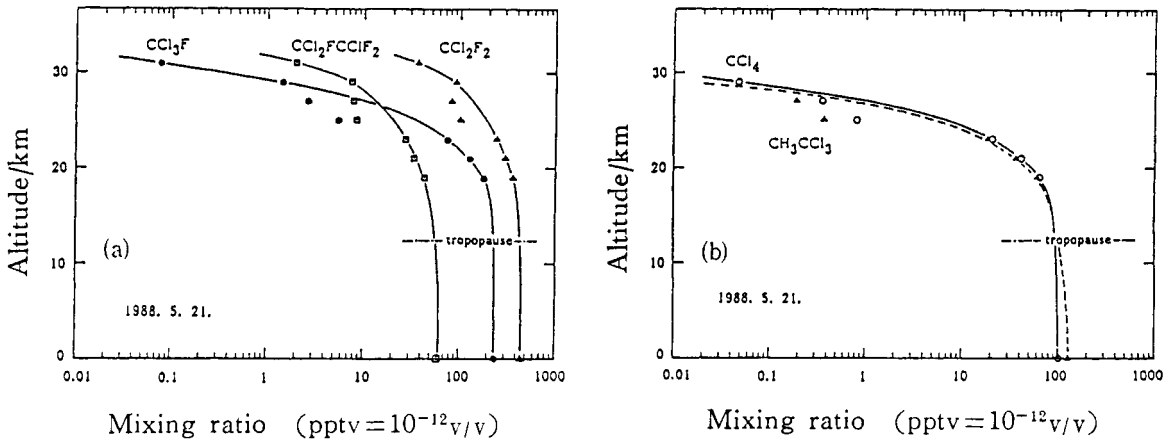 CCl₃F
CCl₂FCClF₂
CCl₂F₂
30
20
10
0
Altitude/km
(a)
tropopause
1988. 5. 21.
0.01 0.1 1 10 100 1000
Mixing ratio (pptv=10⁻¹²v/v)
CCl₄
CH₃CCl₃
30
20
10
0
Altitude/km
(b)
tropopause
1988. 5. 21.
0.01 0.1 1 10 100 1000
Mixing ratio (pptv=10⁻¹²v/v)